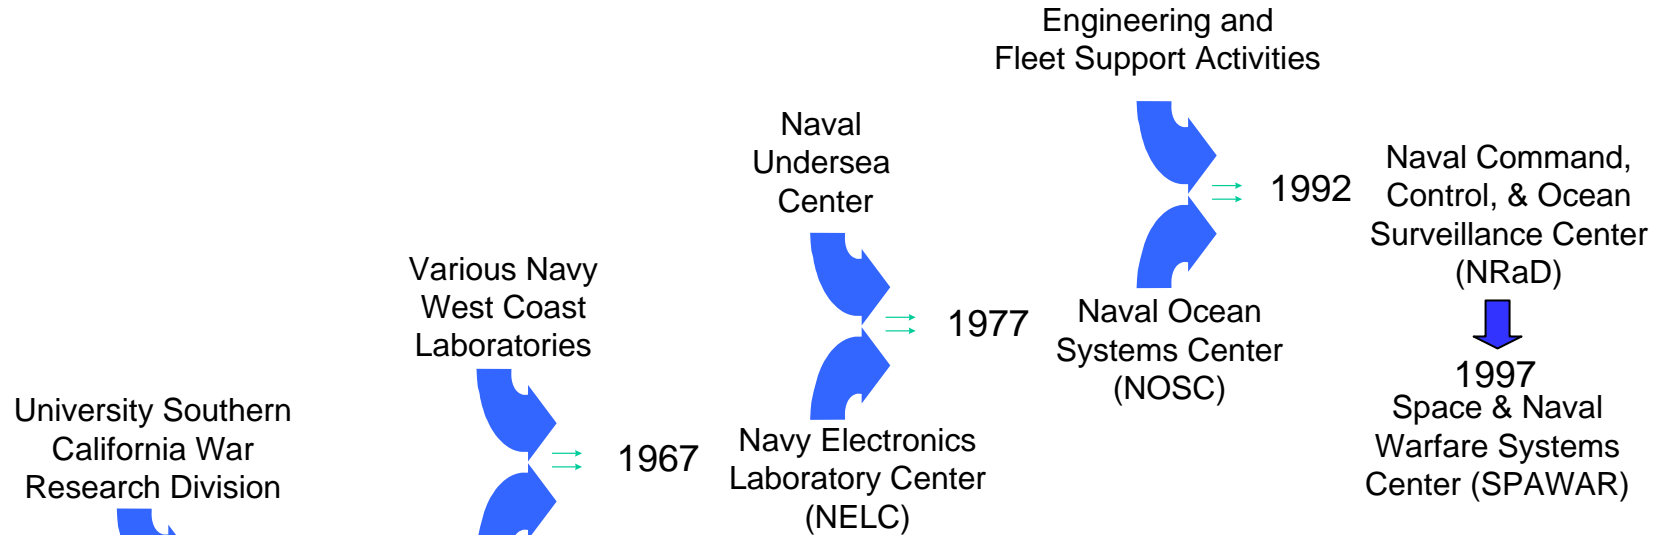 Engineering and
Fleet Support Activities
Naval
Undersea
Center
1992
Naval Command,
Control, & Ocean
Surveillance Center
(NRaD)
Various Navy
West Coast
Laboratories
1977
Naval Ocean
Systems Center
(NOSC)
1997
Space & Naval
Warfare Systems
Center (SPAWAR)
University Southern
California War
Research Division
1967
Navy Electronics
Laboratory Center
(NELC)